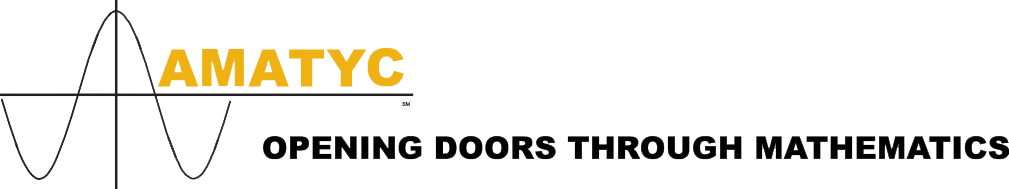 AMATYC
SM
OPENING DOORS THROUGH MATHEMATICS